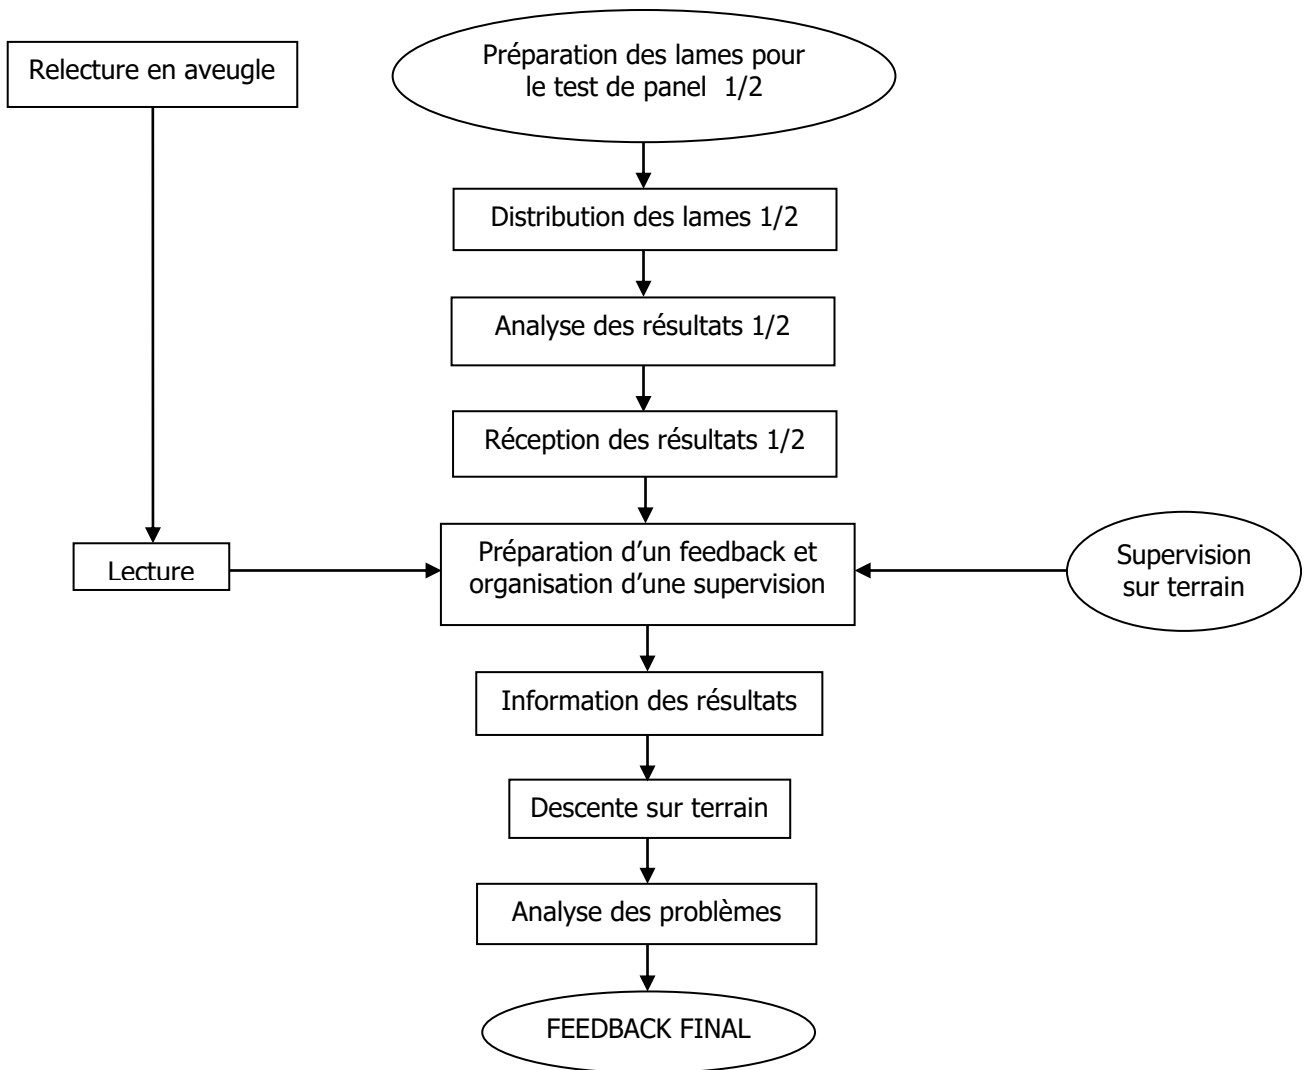 Relecture en aveugle
Préparation des lames pour
le test de panel 1/2
Distribution des lames 1/2
Analyse des résultats 1/2
Réception des résultats 1/2
Lecture
Préparation d’un feedback et
organisation d’une supervision
Supervision
sur terrain
Information des résultats
Descente sur terrain
Analyse des problèmes
FEEDBACK FINAL